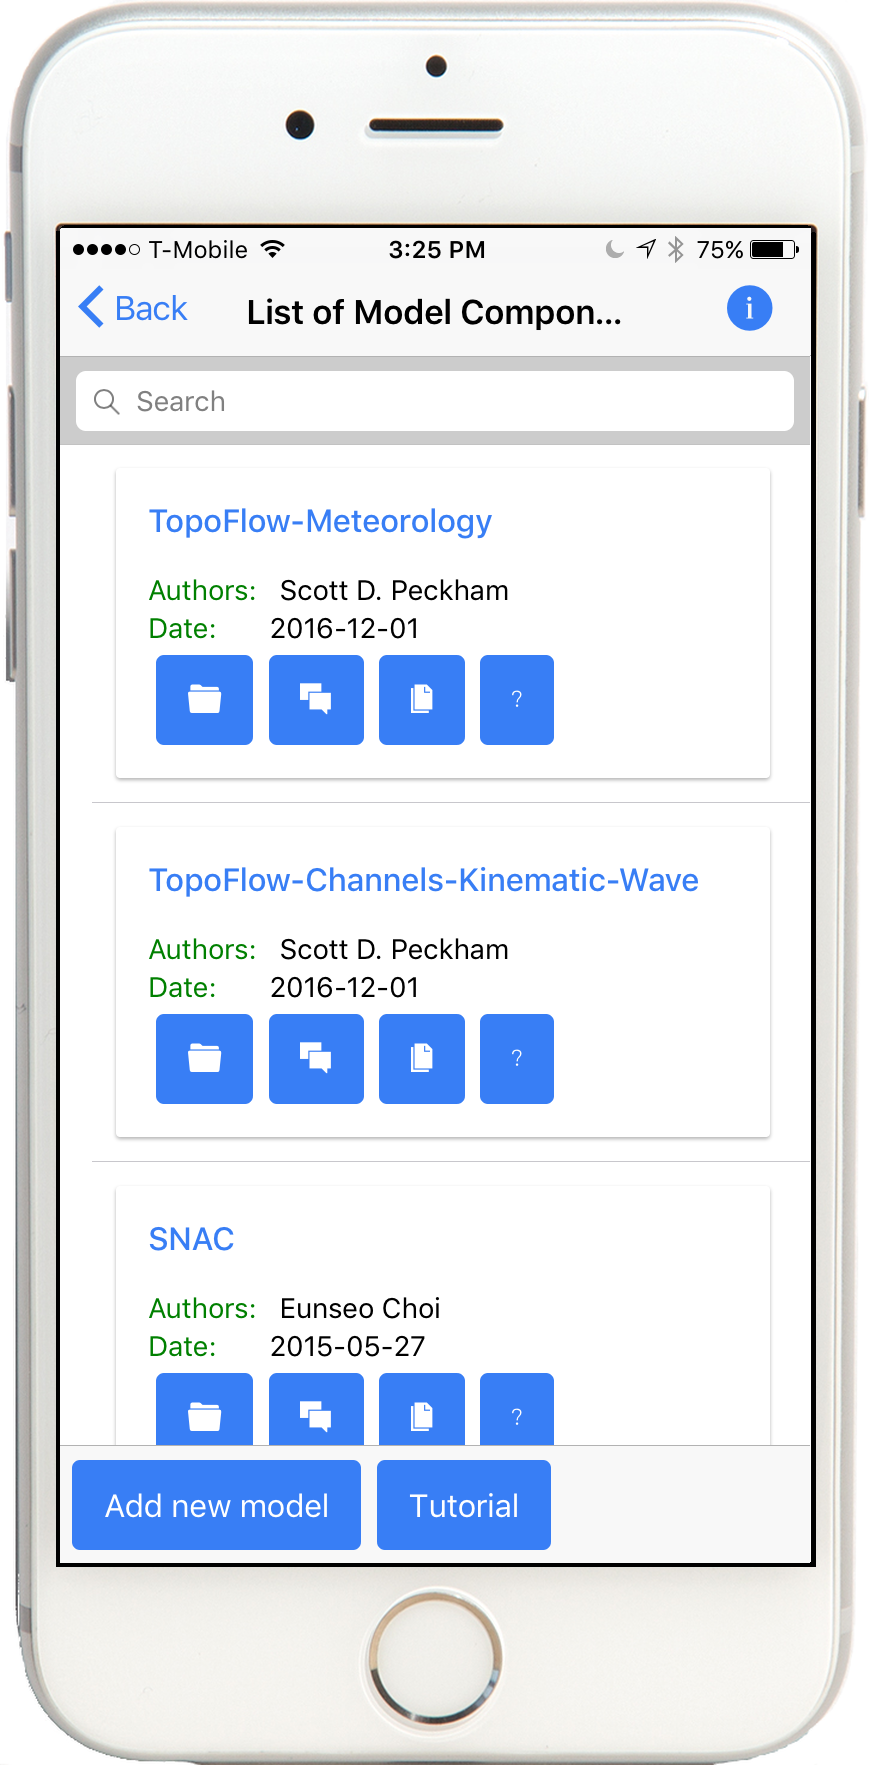 T-Mobile 3:25 PM 75%
Back List of Model Compon... i
Search
TopoFlow-Meteorology
Authors: Scott D. Peckham
Date: 2016-12-01
?
TopoFlow-Channels-Kinematic-Wave
Authors: Scott D. Peckham
Date: 2016-12-01
?
SNAC
Authors: Eunseo Choi
Date: 2015-05-27
?
Add new model Tutorial